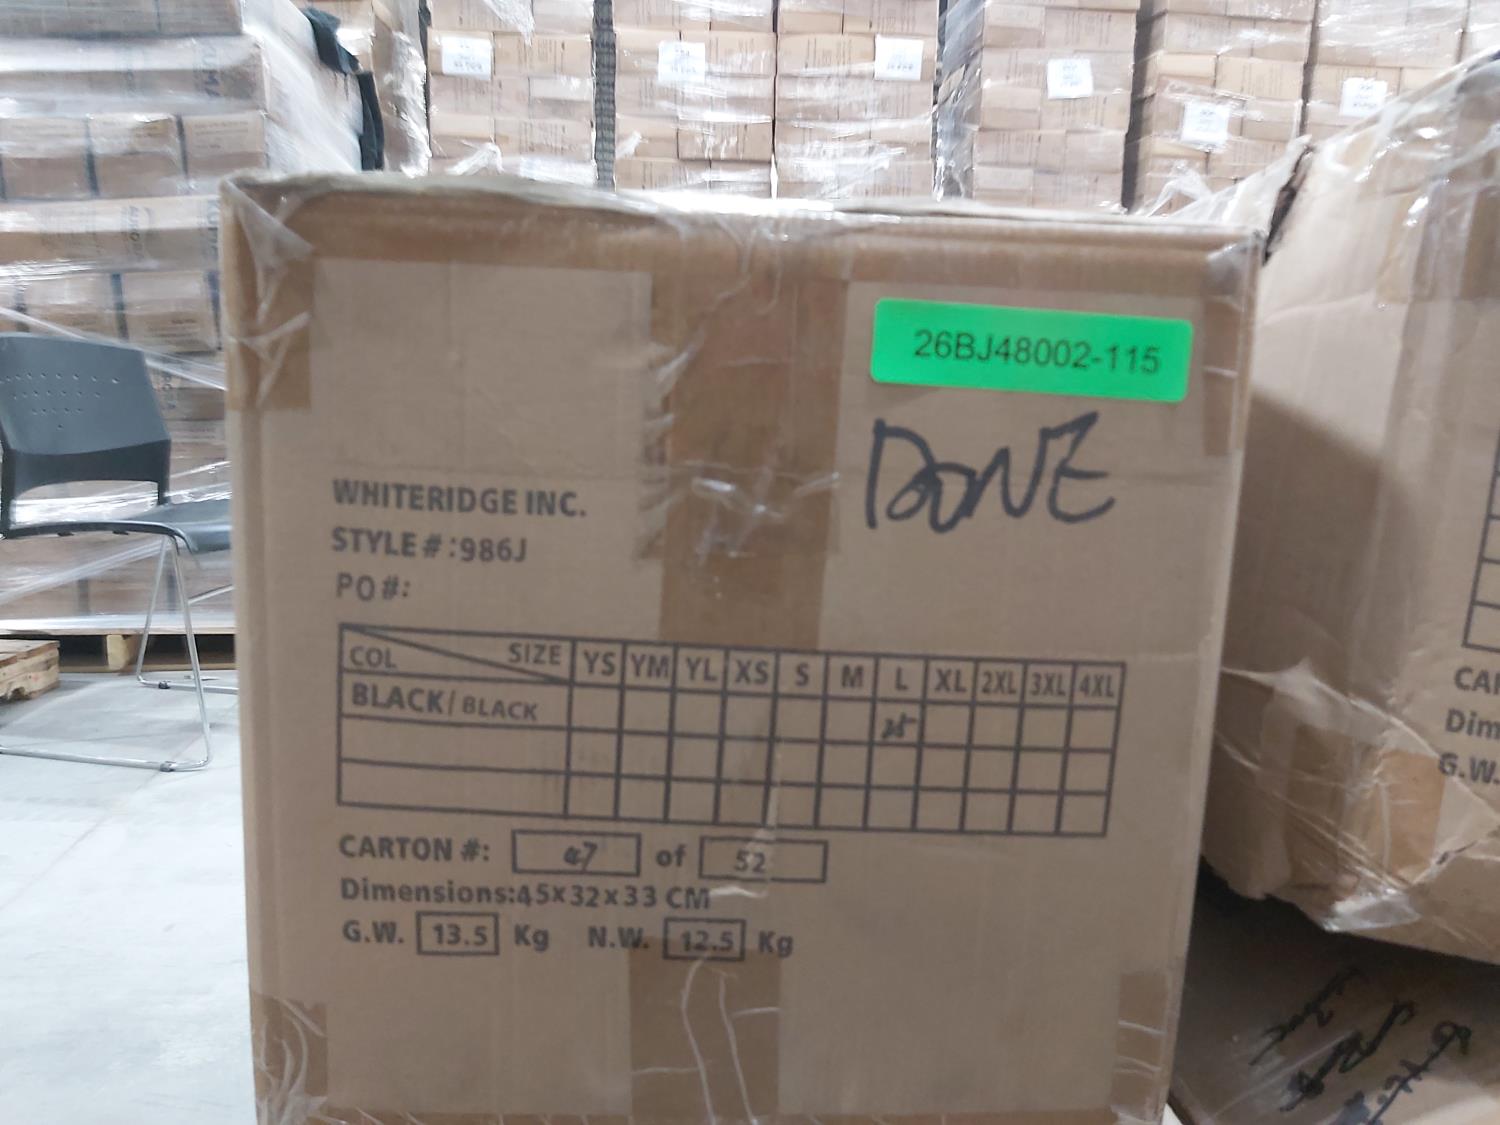 26BJ48002-115
DONE
WHITERIDGE INC.
STYLE#:986J
PO#:
COL SIZE YS YM YL XS S M L XL 2XL 3XL 4XL
BLACK/BLACK 25
CARTON #: 47 of 52
Dimensions:45x32x33 CM
G.W. 13.5 Kg N.W. 12.5 Kg
Dim
G.W.